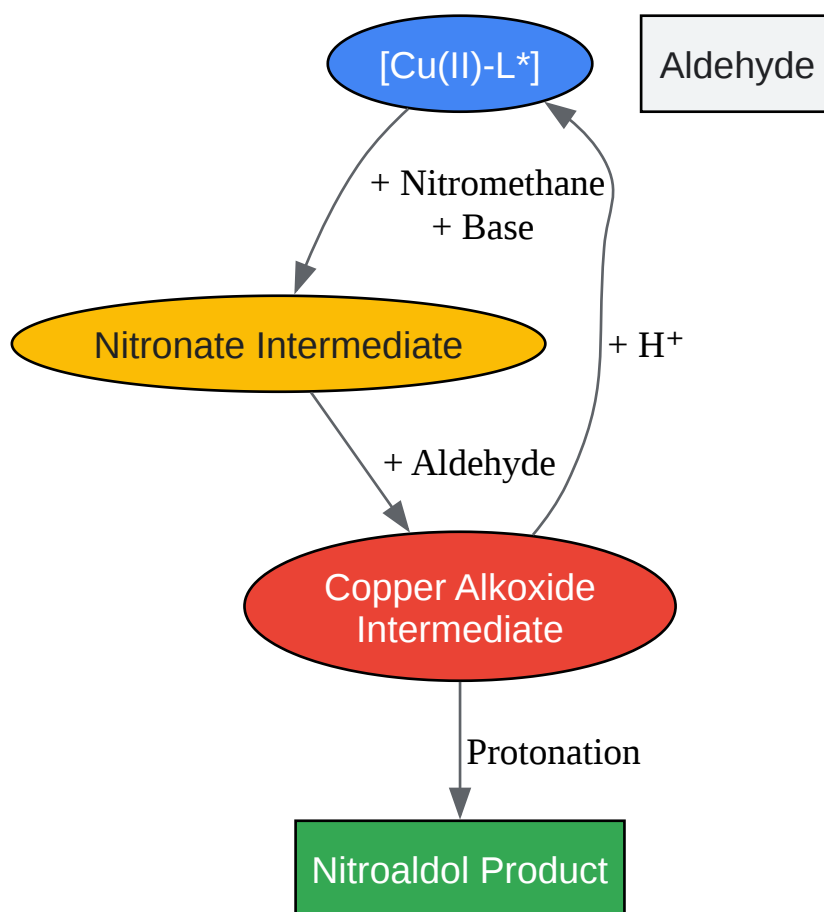 [Cu(II)-L*]
Aldehyde
+ Nitromethane
+ Base
Nitronate Intermediate
+ H⁺
+ Aldehyde
Copper Alkoxide
Intermediate
Protonation
Nitroaldol Product